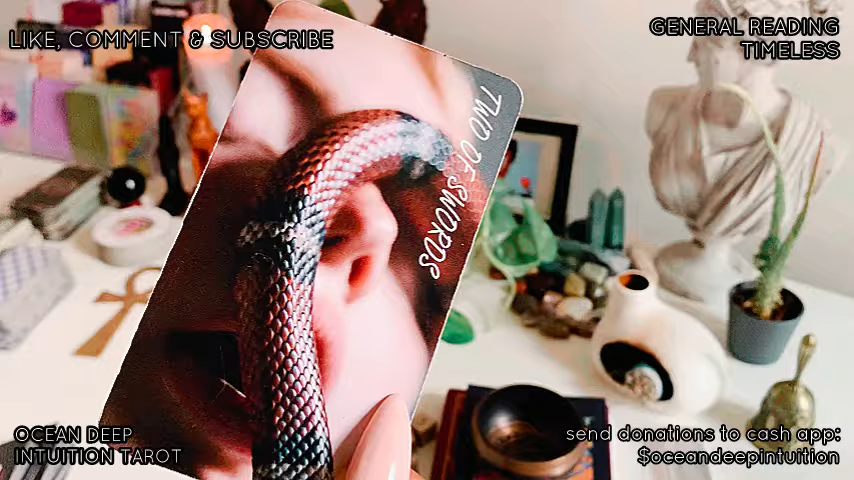 LIKE, COMMENT & SUBSCRIBE
GENERAL READING
TIMELESS
TWO OF SWORDS
OCEAN DEEP
INTUITION TAROT
send donations to cash app:
$oceandeepintuition